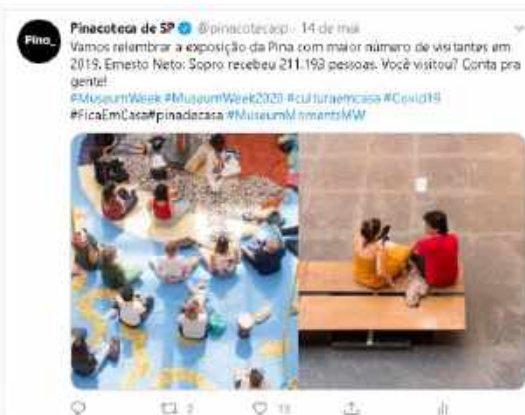 Pina_
Pinacoteca de SP @pinacotecasp · 14 de mai
Vamos relembrar a exposição da Pina com maior número de visitantes em
2019. Ernesto Neto: Sopro recebeu 211.193 pessoas. Você visitou? Conta pra
gente!
#MuseumWeek #MuseumWeek2020 #culturaemcasa #Covid19
#FicaEmCasa#pinadecasa #MuseumMomentsMW
2